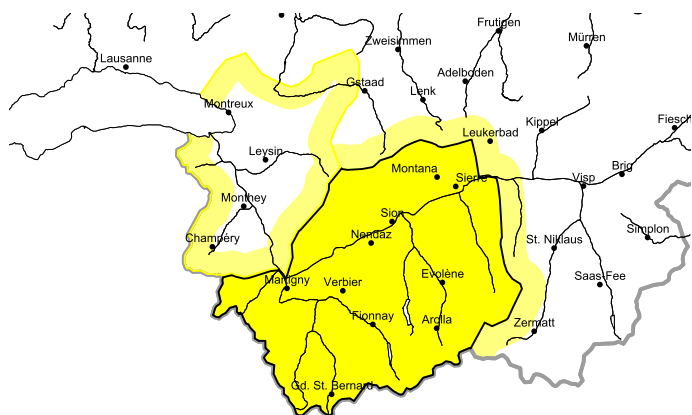 Frutigen
Zweisimmen
Mürren
Lausanne
Adelboden
Gstaad
Lenk
Montreux
Kippel
Fiesch
Leukerbad
Leysin
Montana
Sierre
Visp
Brig
Monthey
Sion
Simplon
Nendaz
Champéry
St. Niklaus
Martigny
Verbier
Evolène
Saas-Fee
Fionnay
Arolla
Zermatt
Gd. St. Bernard